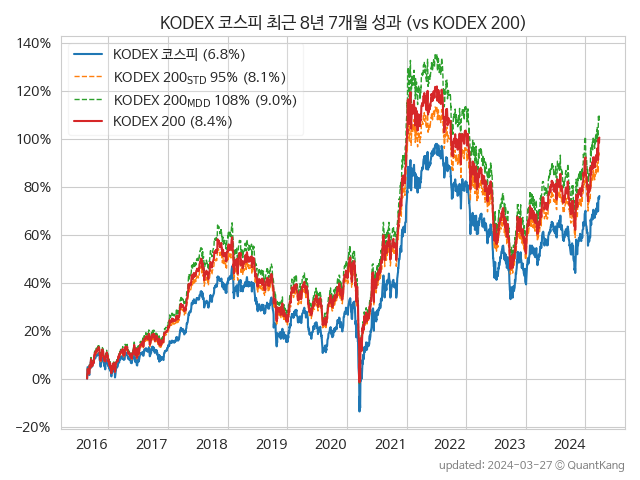 KODEX 코스피 최근 8년 7개월 성과 (vs KODEX 200)
140%
120%
100%
80%
60%
40%
20%
0%
−20%
KODEX 코스피 (6.8%)
KODEX 200STD 95% (8.1%)
KODEX 200MDD 108% (9.0%)
KODEX 200 (8.4%)
2016 2017 2018 2019 2020 2021 2022 2023 2024
updated: 2024-03-27 © QuantKang